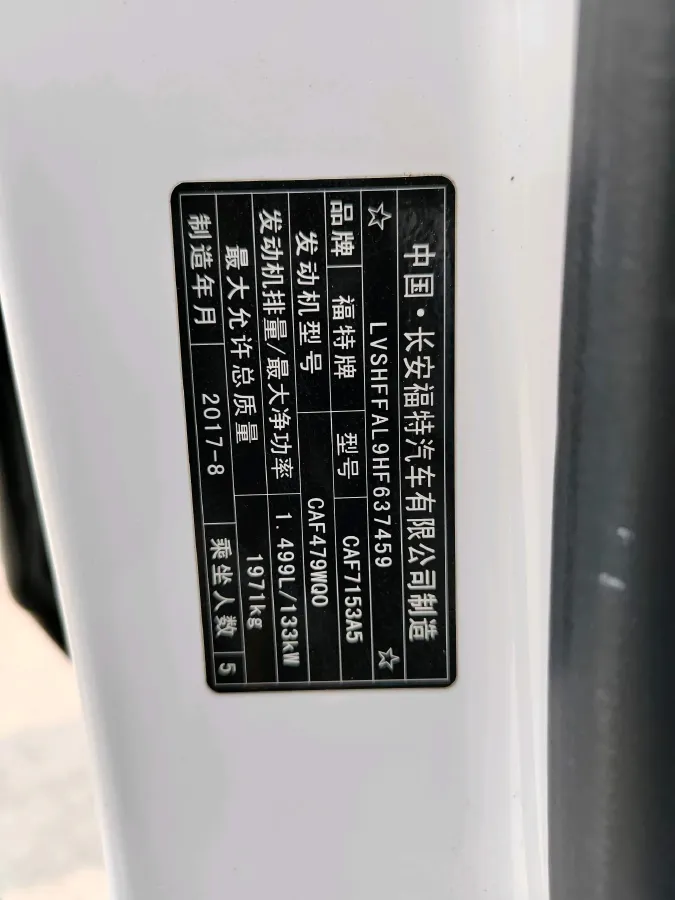 中国·长安福特汽车有限公司制造
☆ LVSHFFAL9HF637459 ☆
品牌 福特牌 型号 CAF7153A5
发动机型号 CAF479WQ0
发动机排量/最大净功率 1.499L/133kW
最大允许总质量 1971kg
制造年月 2017-8 乘坐人数 5